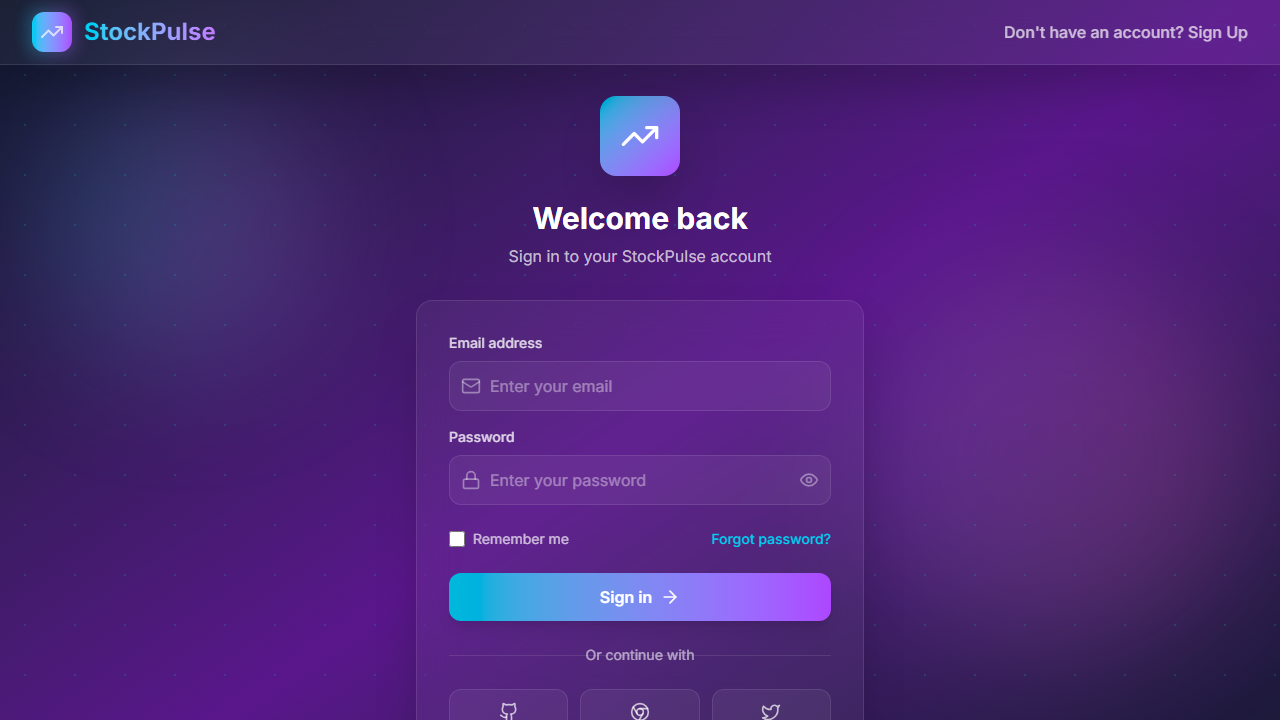 StockPulse
Don't have an account? Sign Up
Welcome back
Sign in to your StockPulse account
Email address
Enter your email
Password
Enter your password
Remember me
Forgot password?
Sign in
Or continue with